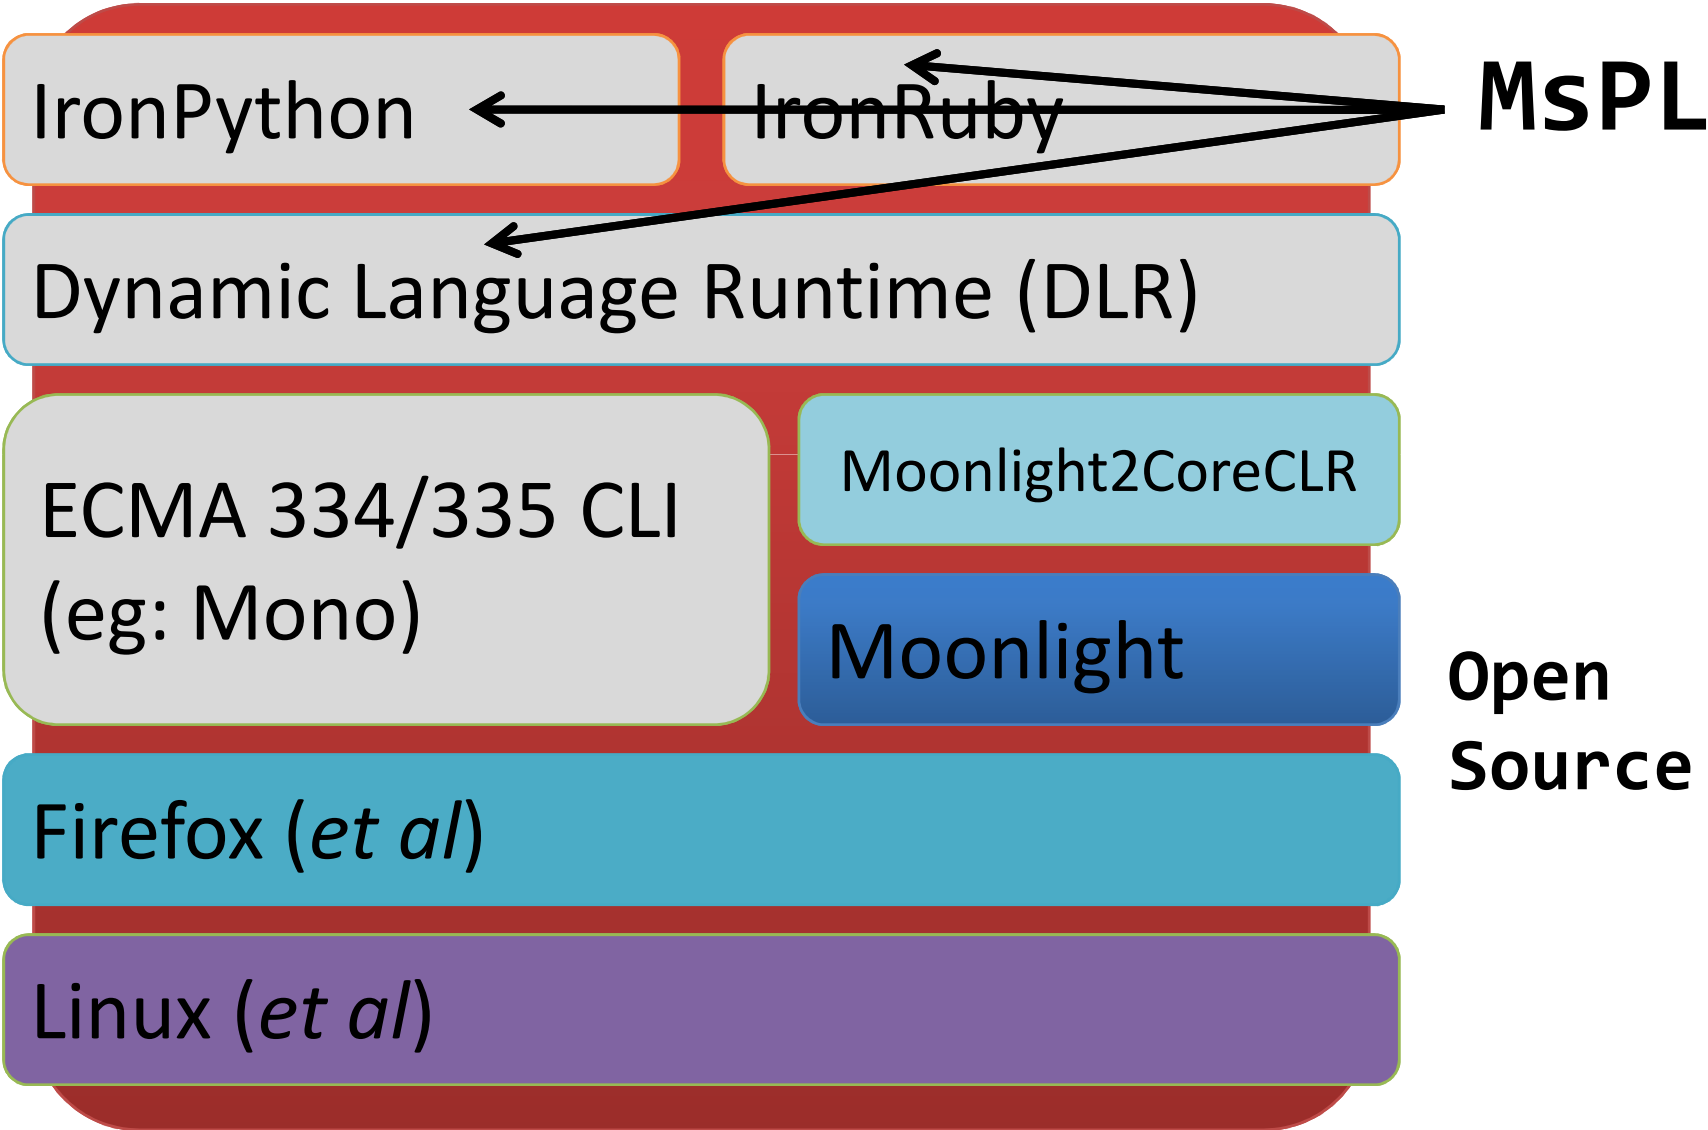 IronPython
IronRuby
MsPL
Dynamic Language Runtime (DLR)
ECMA 334/335 CLI
(eg: Mono)
Moonlight2CoreCLR
Moonlight
Open
Source
Firefox (et al)
Linux (et al)